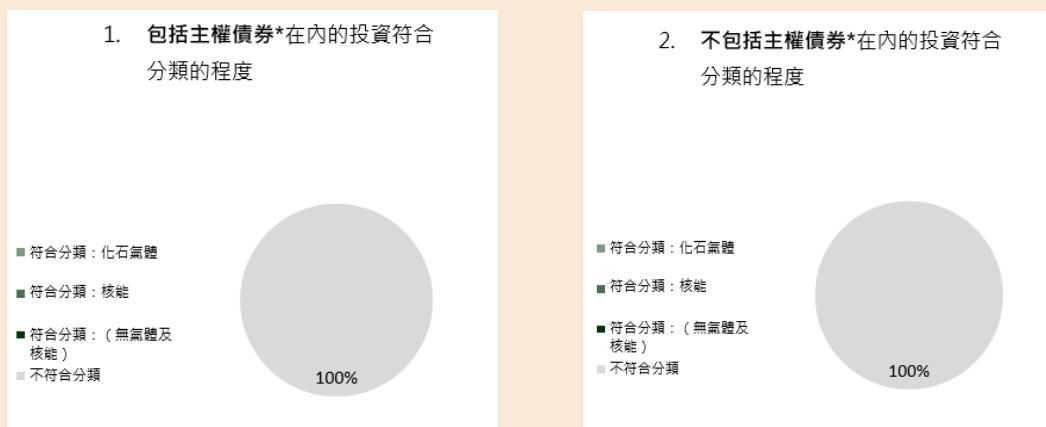 1. 包括主權債券*在內的投資符合
分類的程度
符合分類：化石氣體
符合分類：核能
符合分類：（無氣體及
核能）
不符合分類
100%
2. 不包括主權債券*在內的投資符合
分類的程度
符合分類：化石氣體
符合分類：核能
符合分類：（無氣體及
核能）
不符合分類
100%